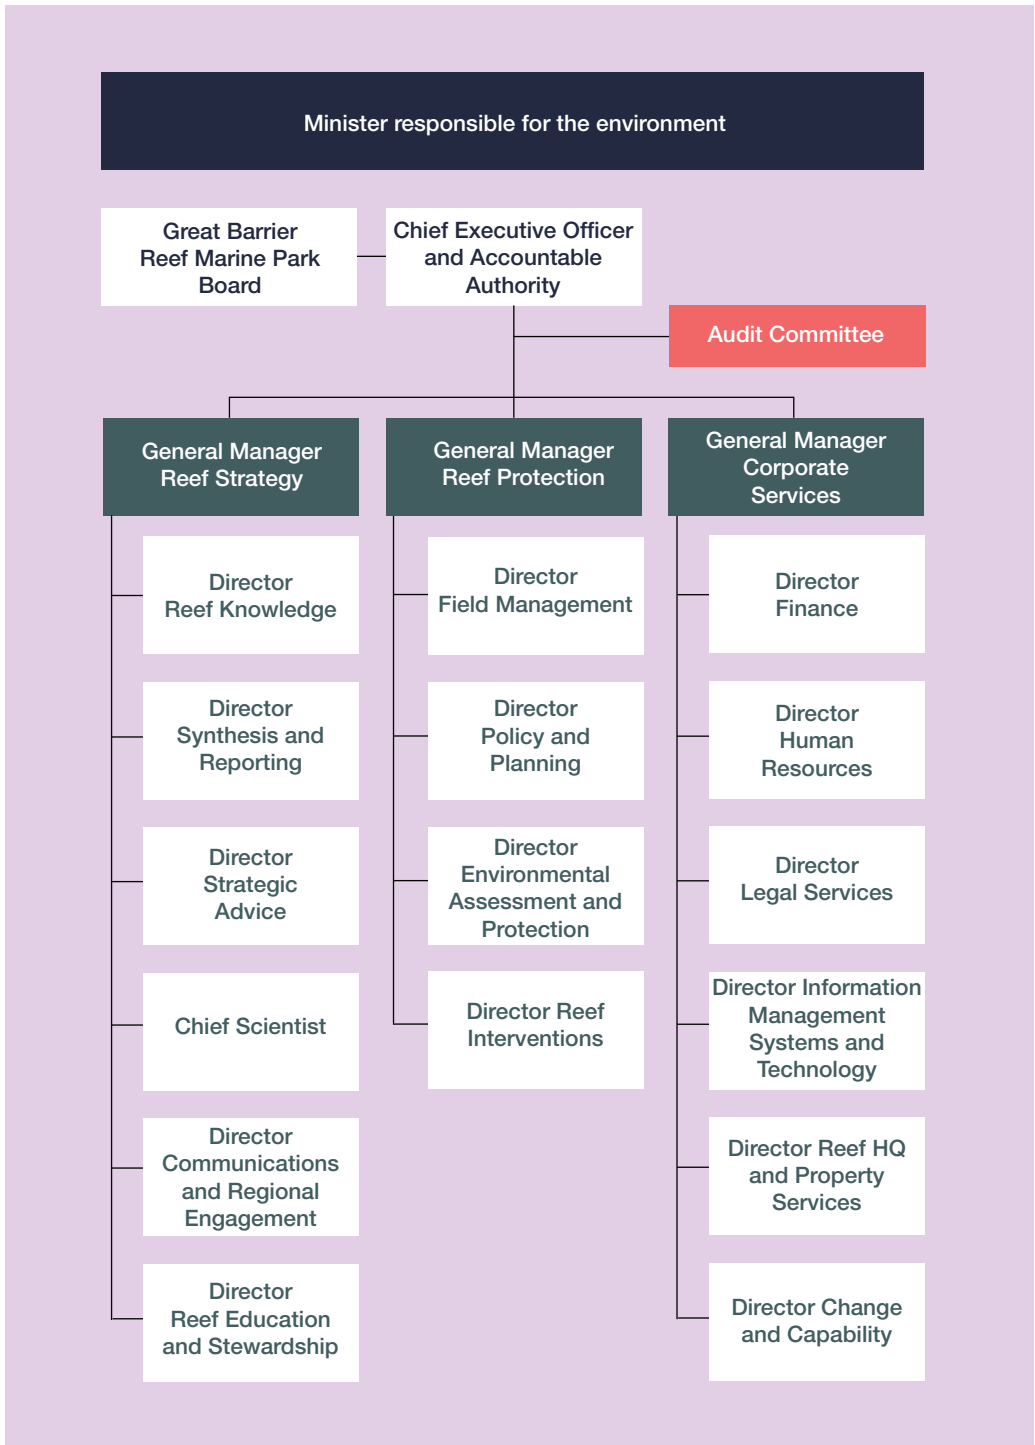 Minister responsible for the environment
Great Barrier
Reef Marine Park
Board
Chief Executive Officer
and Accountable
Authority
Audit Committee
General Manager
Reef Strategy
Director
Reef Knowledge
Director
Synthesis and
Reporting
Director
Strategic
Advice
Chief Scientist
Director
Communications
and Regional
Engagement
Director
Reef Education
and Stewardship
General Manager
Reef Protection
Director
Field Management
Director
Policy and
Planning
Director
Environmental
Assessment and
Protection
Director Reef
Interventions
General Manager
Corporate
Services
Director
Finance
Director
Human
Resources
Director
Legal Services
Director Information
Management
Systems and
Technology
Director Reef HQ
and Property
Services
Director Change
and Capability